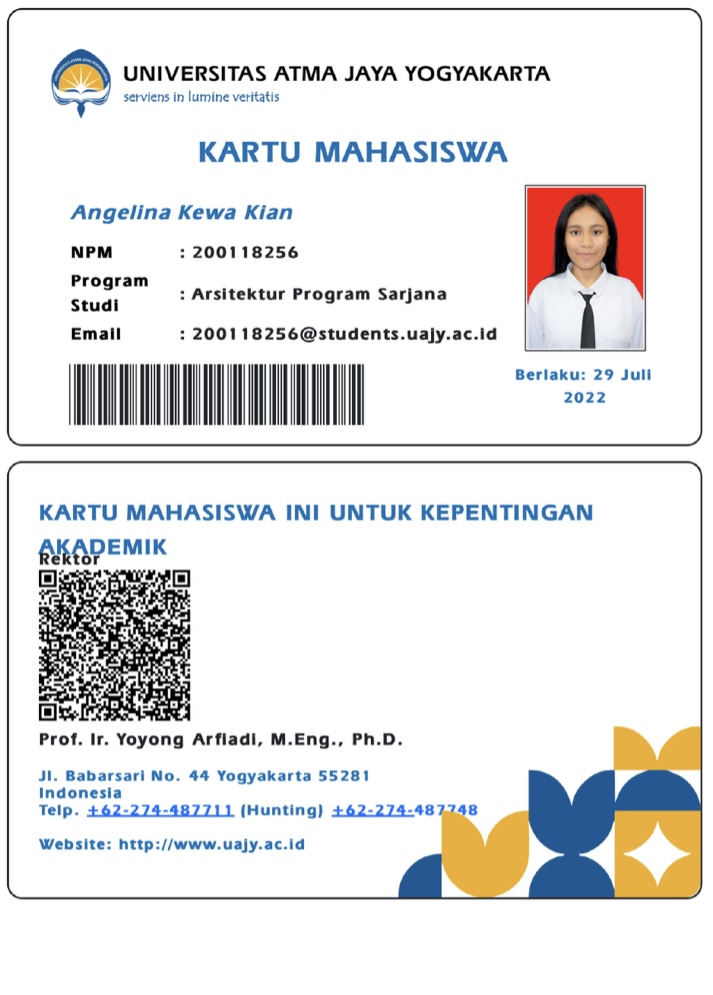 UNIVERSITAS ATMA JAYA YOGYAKARTA
serviens in lumine veritatis
KARTU MAHASISWA
Angelina Kewa Kian
NPM : 200118256
Program Studi : Arsitektur Program Sarjana
Email : 200118256@students.uajy.ac.id
Berlaku: 29 Juli
2022
KARTU MAHASISWA INI UNTUK KEPENTINGAN
AKADEMIK
Rektor
Prof. Ir. Yoyong Arfiadi, M.Eng., Ph.D.
Jl. Babarsari No. 44 Yogyakarta 55281
Indonesia
Telp. +62-274-487711 (Hunting) +62-274-487748
Website: http://www.uajy.ac.id